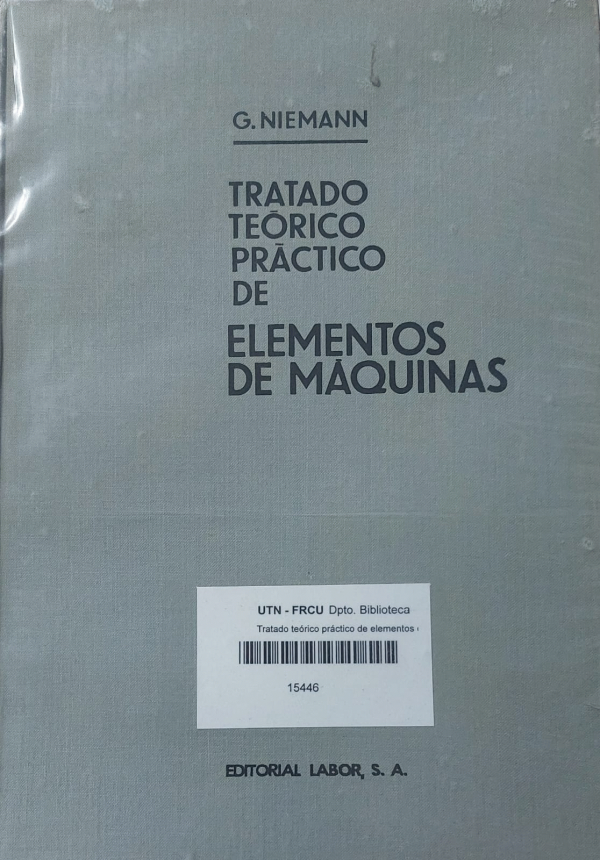 G. NIEMANN
TRATADO
TEÓRICO
PRÁCTICO
DE
ELEMENTOS
DE MÁQUINAS
UTN - FRCU Dpto. Biblioteca
Tratado teórico práctico de elementos
15446
EDITORIAL LABOR, S. A.